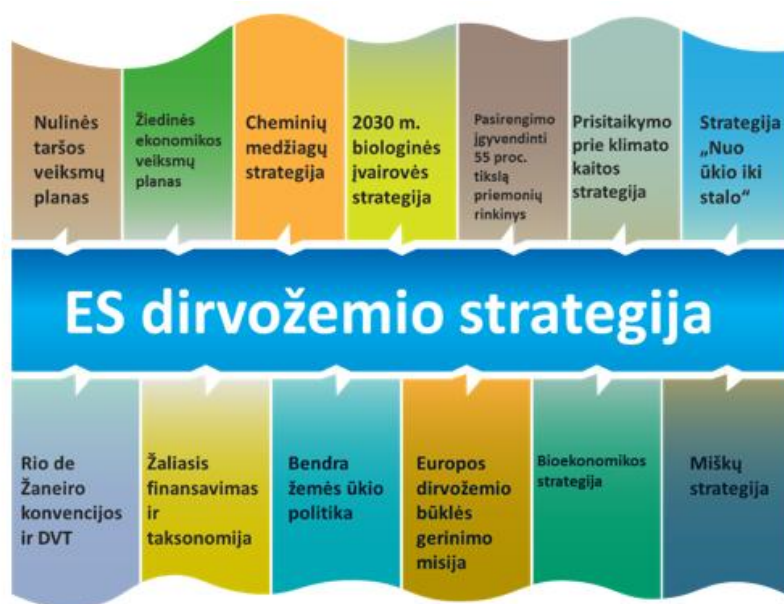 Nulinės
taršos
veiksmų
planas
Žiedinės
ekonomikos
veiksmų
planas
Cheminių
medžiagų
strategija
2030 m.
biologinės
įvairovės
strategija
Pasirengimo
įgyvendinti
55 proc.
tikslą
priemonių
rinkinys
Prisitaikymo
prie klimato
kaitos
strategija
Strategija
„Nuo
ūkio iki
stalo“
ES dirvožemio strategija
Rio de
Žaneiro
konvencijos
ir DVT
Žaliasis
finansavimas
ir
taksonomija
Bendra
žemės ūkio
politika
Europos
dirvožemio
būklės
gerinimo
misija
Bioekonomikos
strategija
Miškų
strategija